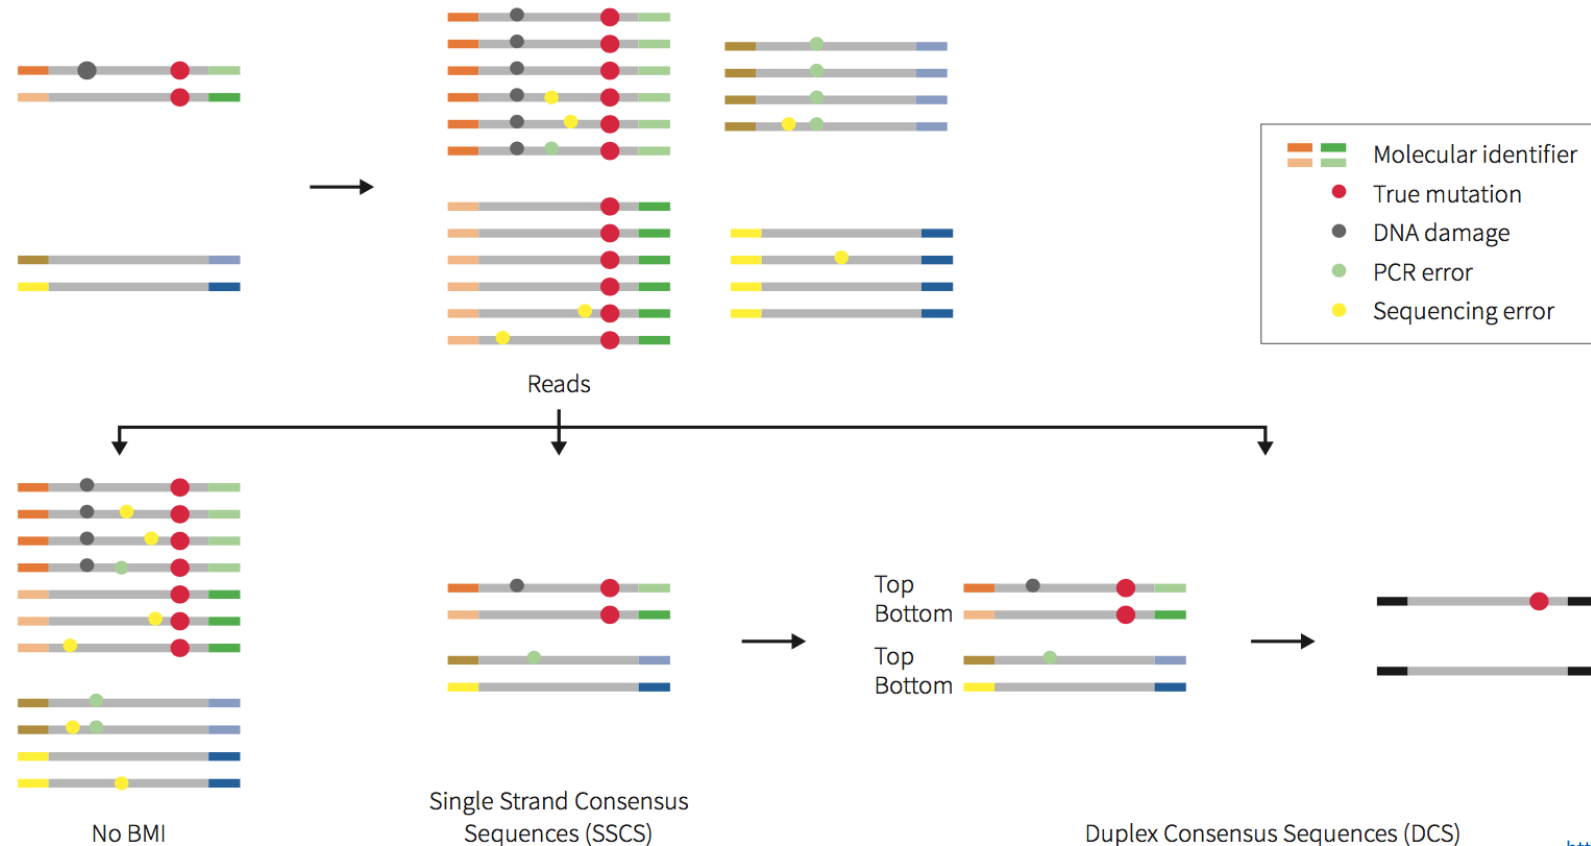 Molecular identifier
True mutation
DNA damage
PCR error
Sequencing error
Reads
Top
Bottom
Top
Bottom
No BMI
Single Strand Consensus
Sequences (SSCS)
Duplex Consensus Sequences (DCS)